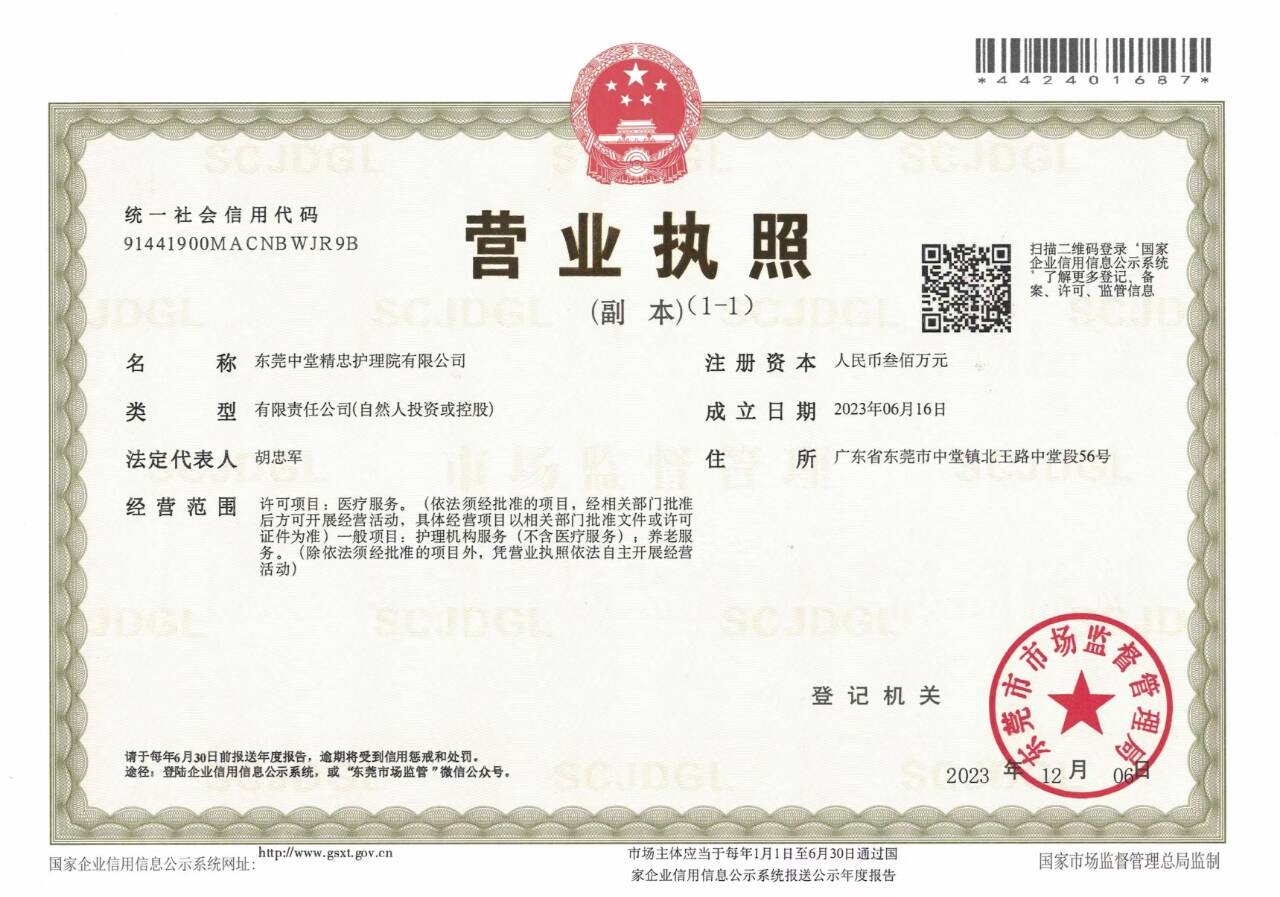 *442401687*
统一社会信用代码
91441900MACNBWJR9B
营业执照
(副 本)(1-1)
扫描二维码登录‘国家
企业信用信息公示系统
’了解更多登记、备
案、许可、监管信息
名 称 东莞中堂精忠护理院有限公司
注册资本 人民币叁佰万元
类 型 有限责任公司(自然人投资或控股)
成立日期 2023年06月16日
法定代表人 胡忠军
住 所 广东省东莞市中堂镇北王路中堂段56号
经营范围 许可项目：医疗服务。（依法须经批准的项目，经相关部门批准
后方可开展经营活动，具体经营项目以相关部门批准文件或许可
证件为准）一般项目：护理机构服务（不含医疗服务）；养老服
务。（除依法须经批准的项目外，凭营业执照依法自主开展经营
活动）
登记机关
东莞市市场监督管理局
2023 年 12 月 06日
请于每年6月30日前报送年度报告，逾期将受到信用惩戒和处罚。
途径：登陆企业信用信息公示系统，或“东莞市场监管”微信公众号。
国家企业信用信息公示系统网址：http://www.gsxt.gov.cn
市场主体应当于每年1月1日至6月30日通过国
家企业信用信息公示系统报送公示年度报告
国家市场监督管理总局监制
SCJDGL
市场监督管理